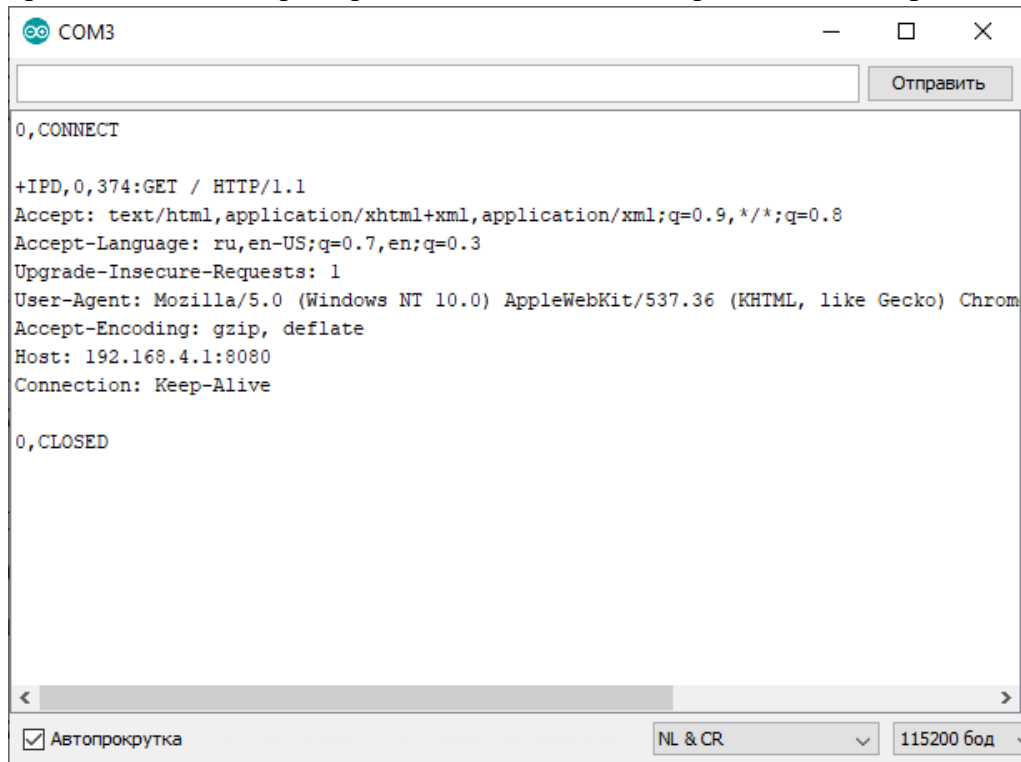 COM3
Отправить
0,CONNECT
+IPD,0,374:GET / HTTP/1.1
Accept: text/html,application/xhtml+xml,application/xml;q=0.9,*/*;q=0.8
Accept-Language: ru,en-US;q=0.7,en;q=0.3
Upgrade-Insecure-Requests: 1
User-Agent: Mozilla/5.0 (Windows NT 10.0) AppleWebKit/537.36 (KHTML, like Gecko) Chrom
Accept-Encoding: gzip, deflate
Host: 192.168.4.1:8080
Connection: Keep-Alive
0,CLOSED
Автопрокрутка NL & CR 115200 бод